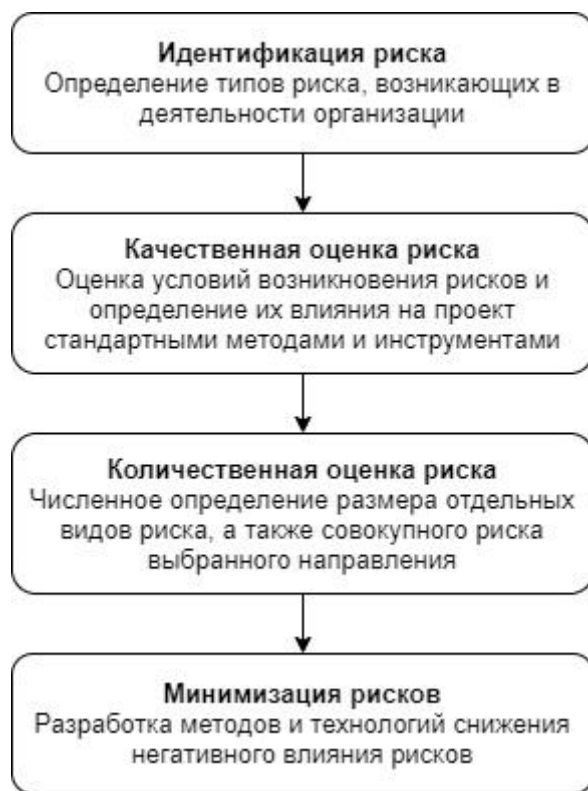 Идентификация риска
Определение типов риска, возникающих в
деятельности организации
Качественная оценка риска
Оценка условий возникновения рисков и
определение их влияния на проект
стандартными методами и инструментами
Количественная оценка риска
Численное определение размера отдельных
видов риска, а также совокупного риска
выбранного направления
Минимизация рисков
Разработка методов и технологий снижения
негативного влияния рисков